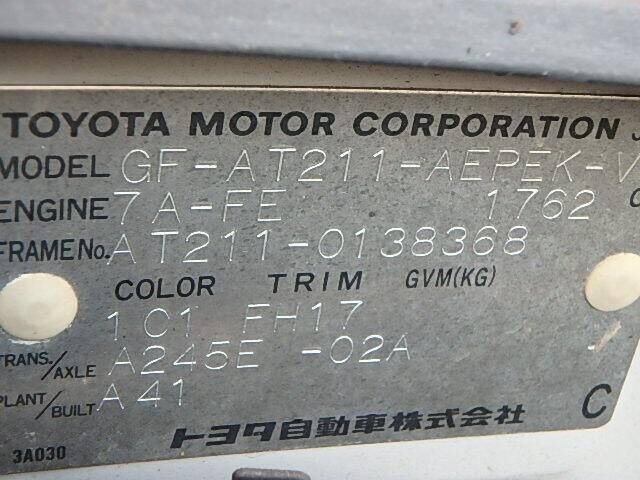 TOYOTA MOTOR CORPORATION J
MODEL GF-AT211-AEPEK-V
ENGINE 7A-FE 1762 C
FRAME No. AT211-0138368
COLOR TRIM GVM(KG)
1C1 FH17
TRANS./AXLE A245E -02A
PLANT/BUILT A41
トヨタ自動車株式会社 C
3A030